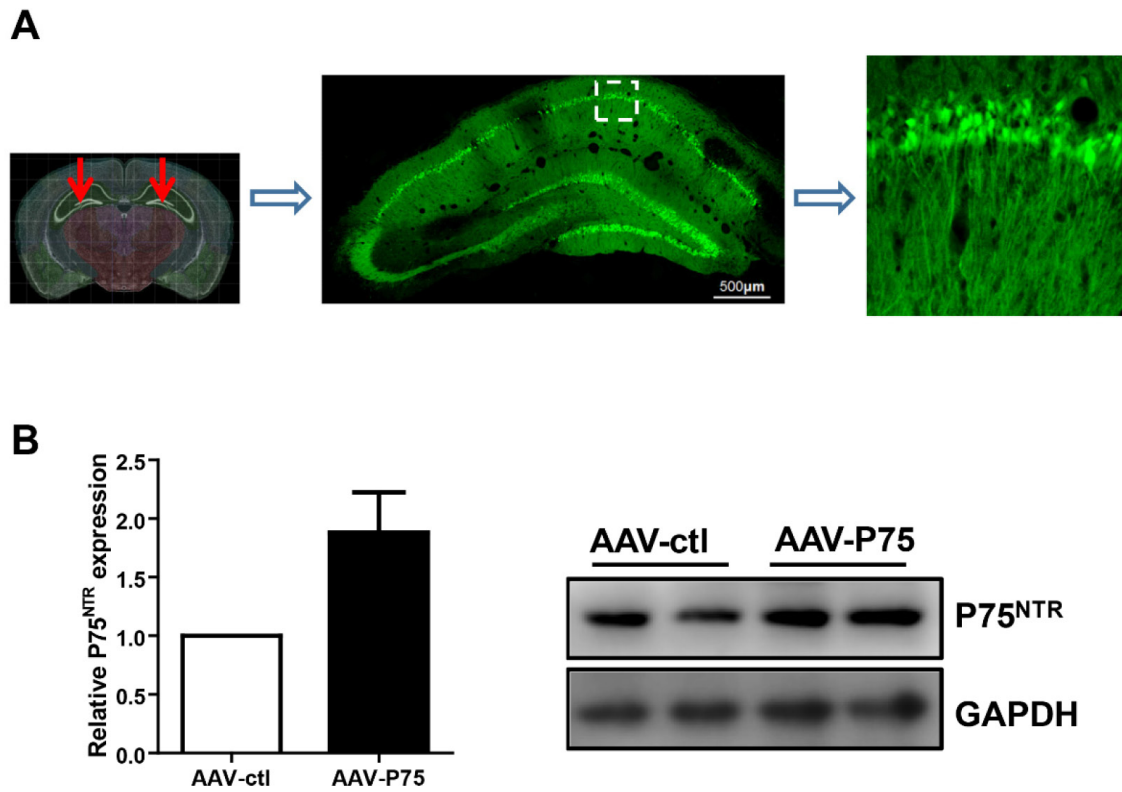 A
500μm
B
Relative P75ᴺᵀᴿ expression
2.5
2.0
1.5
1.0
0.5
0.0
AAV-ctl
AAV-P75
AAV-ctl
AAV-P75
P75ᴺᵀᴿ
GAPDH